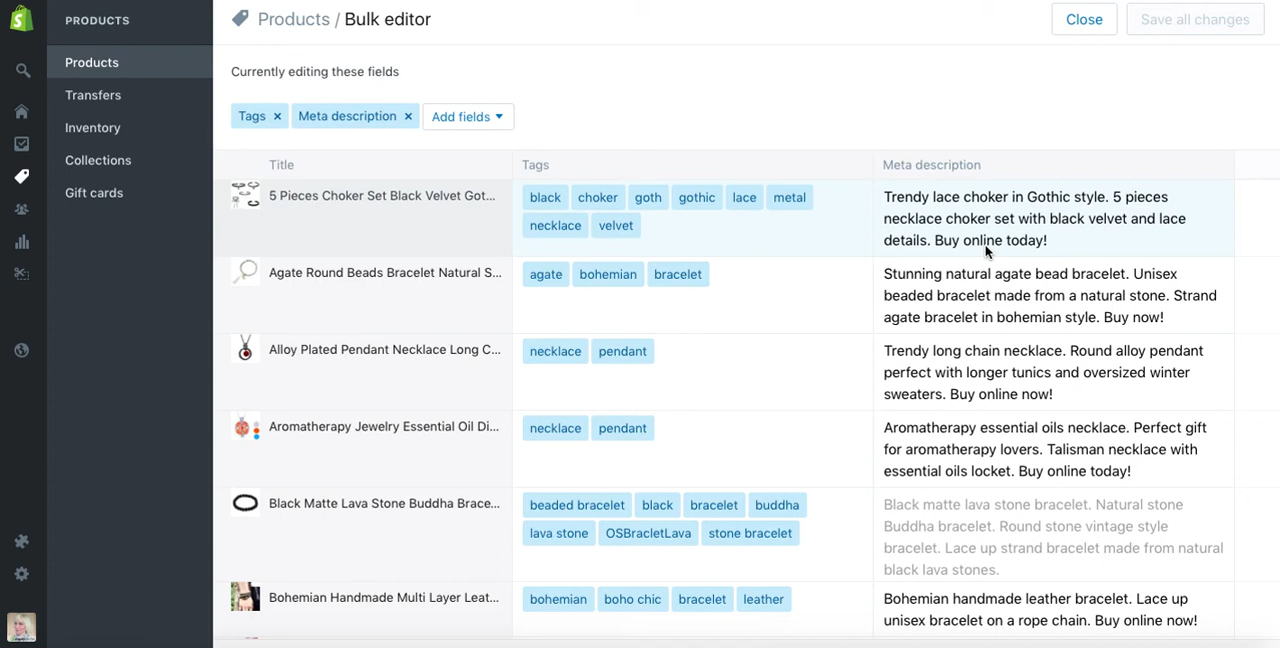 PRODUCTS
Products
Transfers
Inventory
Collections
Gift cards
Products / Bulk editor
Close
Save all changes
Currently editing these fields
Tags ×
Meta description ×
Add fields
Title
Tags
Meta description
5 Pieces Choker Set Black Velvet Got...
black choker goth gothic lace metal
necklace velvet
Trendy lace choker in Gothic style. 5 pieces
necklace choker set with black velvet and lace
details. Buy online today!
Agate Round Beads Bracelet Natural S...
agate bohemian bracelet
Stunning natural agate bead bracelet. Unisex
beaded bracelet made from a natural stone. Strand
agate bracelet in bohemian style. Buy now!
Alloy Plated Pendant Necklace Long C...
necklace pendant
Trendy long chain necklace. Round alloy pendant
perfect with longer tunics and oversized winter
sweaters. Buy online now!
Aromatherapy Jewelry Essential Oil Di...
necklace pendant
Aromatherapy essential oils necklace. Perfect gift
for aromatherapy lovers. Talisman necklace with
essential oils locket. Buy online today!
Black Matte Lava Stone Buddha Brace...
beaded bracelet black bracelet buddha
lava stone OSBracletLava stone bracelet
Black matte lava stone bracelet. Natural stone
Buddha bracelet. Round stone vintage style
bracelet. Lace up strand bracelet made from natural
black lava stones.
Bohemian Handmade Multi Layer Leat...
bohemian boho chic bracelet leather
Bohemian handmade leather bracelet. Lace up
unisex bracelet on a rope chain. Buy online now!